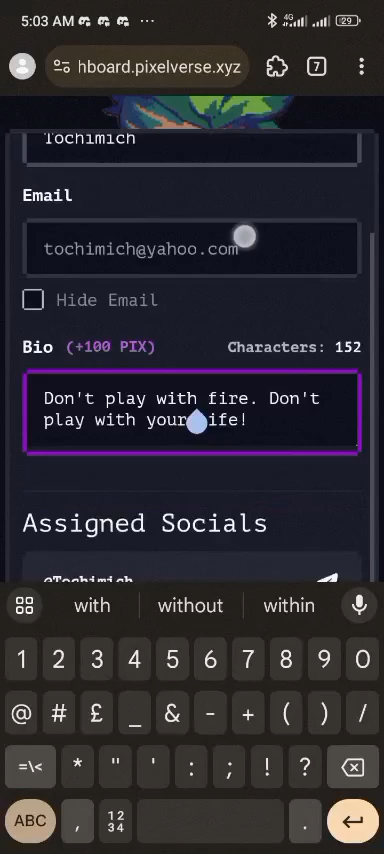 5:03 AM ...
4G
29
hboard.pixelverse.xyz
7
Tochimich
Email
tochimich@yahoo.com
Hide Email
Bio (+100 PIX) Characters: 152
Don't play with fire. Don't
play with your ife!
Assigned Socials
@Tochimich
with without within
1 2 3 4 5 6 7 8 9 0
@ # £ _ & - + ( ) /
=\< * " ' : ; ! ?
ABC , 12 .
34